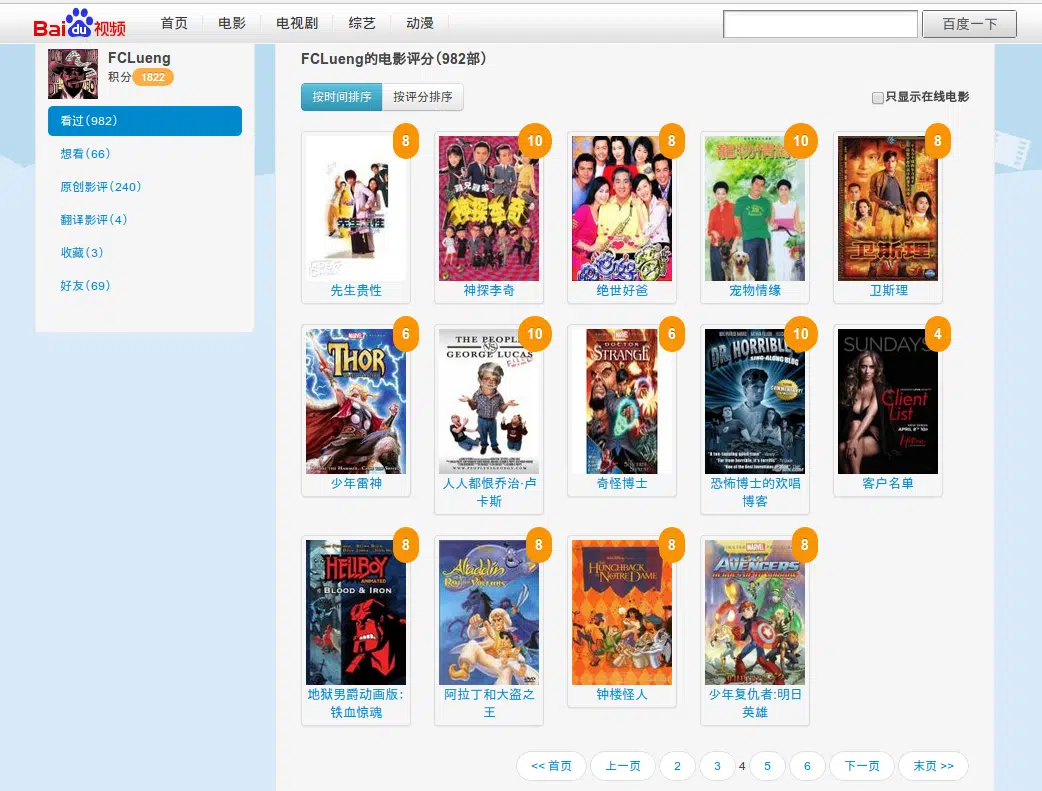 Bai du 视频
首页 电影 电视剧 综艺 动漫
百度一下
FCLueng
积分 1822
看过(982)
想看(66)
原创影评(240)
翻译影评(4)
收藏(3)
好友(69)
FCLueng的电影评分(982部)
按时间排序 按评分排序
只显示在线电影
8 10 8 10 8
先生贵性 神探李奇 绝世好爸 宠物情缘 卫斯理
6 10 6 10 4
THOR
THE PEOPLE
VS
GEORGE LUCAS
MARVEL
DOCTOR
STRANGE
DR. HORRIBLE'S
SING-ALONG BLOG
SUNDAYS
Client
List
APRIL 8TH 10PM
少年雷神 人人都恨乔治·卢
卡斯 奇怪博士 恐怖博士的欢唱
博客 客户名单
8 8 8 8
HELLBOY
ANIMATED
BLOOD & IRON
Aladdin
HUNCHBACK
OF NOTRE DAME
MARVEL
NEXT
AVENGERS
地狱男爵动画版:
铁血惊魂 阿拉丁和大盗之
王 钟楼怪人 少年复仇者:明日
英雄
<< 首页 上一页 2 3 4 5 6 下一页 末页 >>